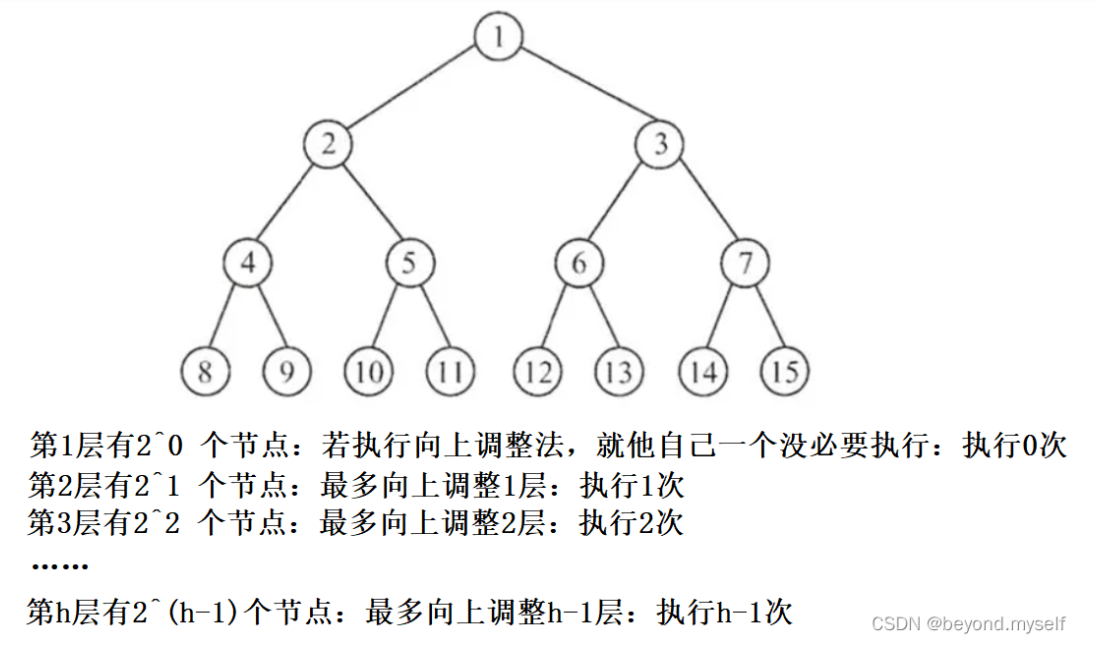 1
2 3
4 5 6 7
8 9 10 11 12 13 14 15
第1层有2^0 个节点：若执行向上调整法，就他自己一个没必要执行：执行0次
第2层有2^1 个节点：最多向上调整1层：执行1次
第3层有2^2 个节点：最多向上调整2层：执行2次
……
第h层有2^(h-1)个节点：最多向上调整h-1层：执行h-1次
CSDN @beyond.myself